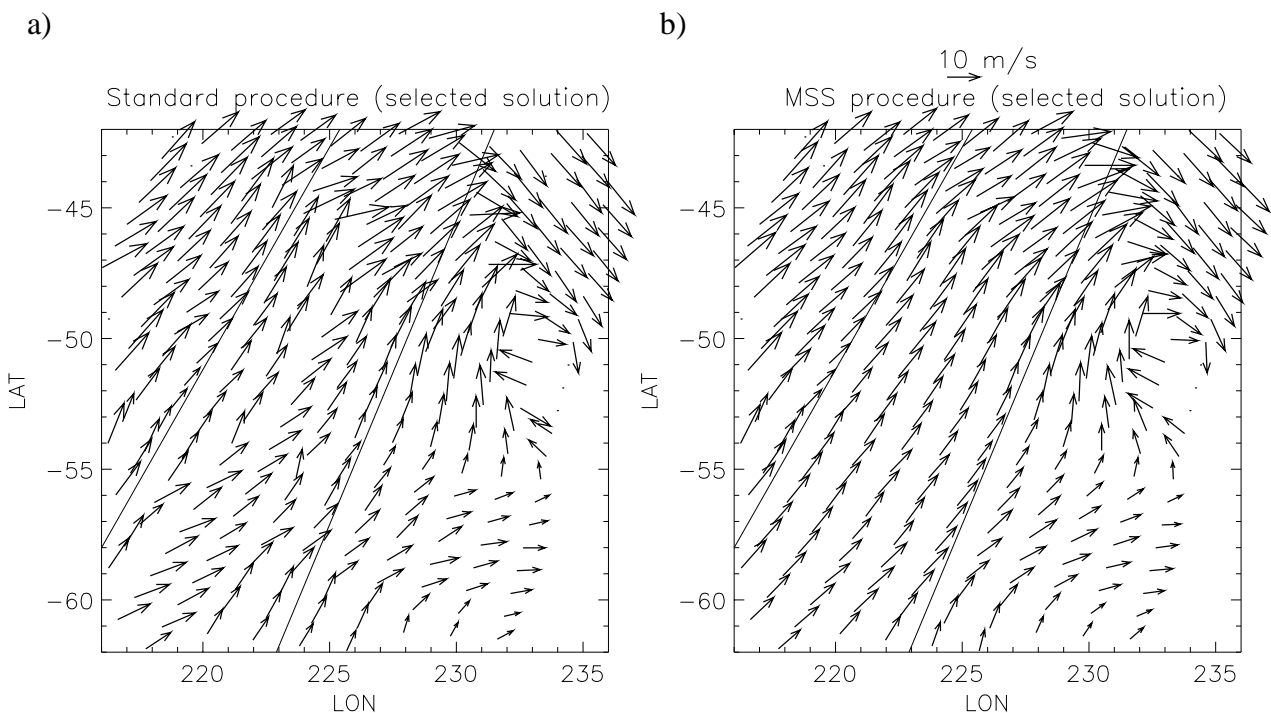 a)
b)
10 m/s
Standard procedure (selected solution)
MSS procedure (selected solution)
−45
−50
−55
−60
LAT
220
225
230
235
LON
−45
−50
−55
−60
LAT
220
225
230
235
LON